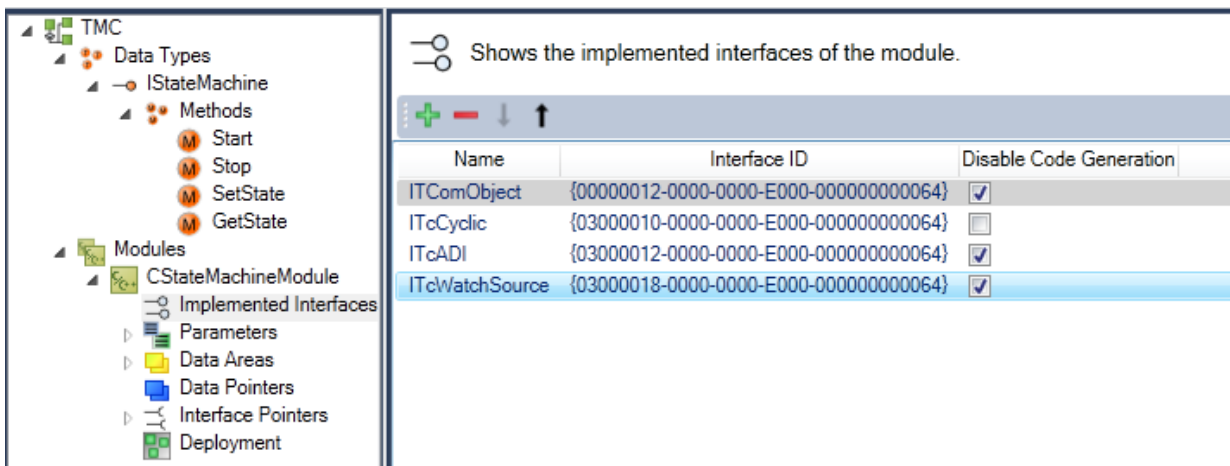 TMC
Data Types
IStateMachine
Methods
Start
Stop
SetState
GetState
Modules
CStateMachineModule
Implemented Interfaces
Parameters
Data Areas
Data Pointers
Interface Pointers
Deployment
Shows the implemented interfaces of the module.
Name Interface ID Disable Code Generation
ITComObject {00000012-0000-0000-E000-000000000064}
ITcCyclic {03000010-0000-0000-E000-000000000064}
ITcADI {03000012-0000-0000-E000-000000000064}
ITcWatchSource {03000018-0000-0000-E000-000000000064}